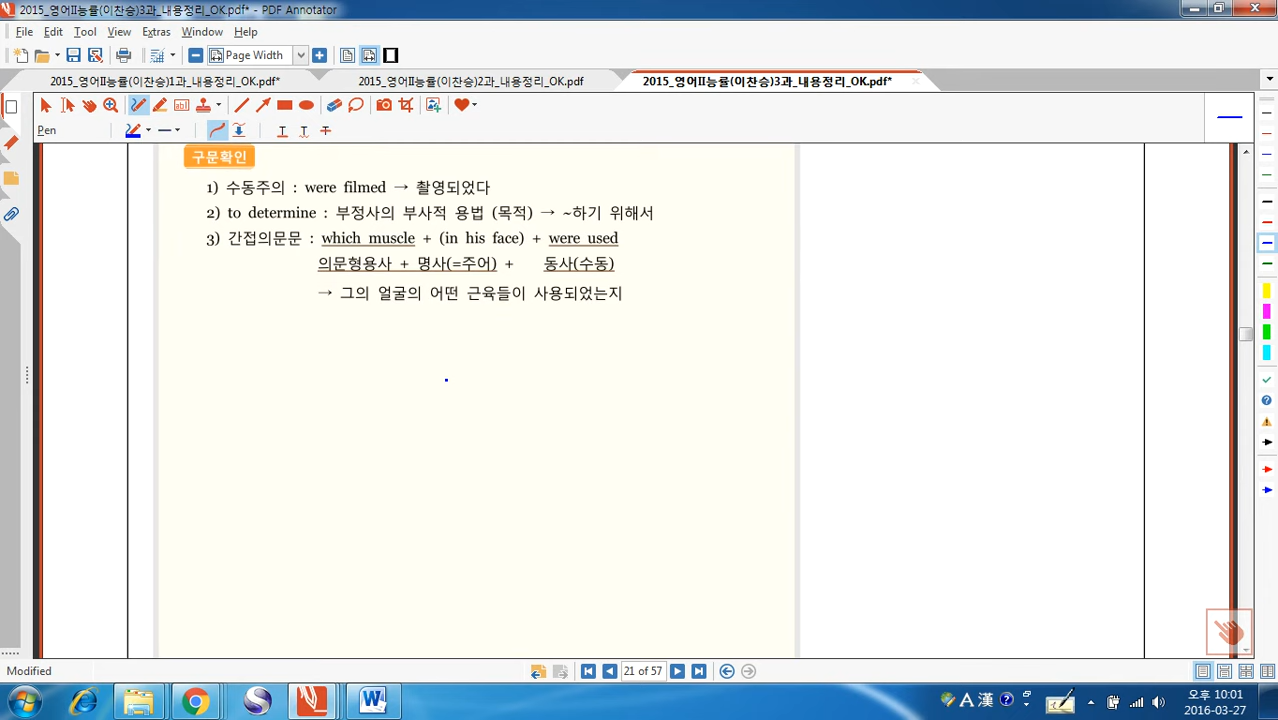 2015_영어II능률(이찬승)3과_내용정리_OK.pdf* - PDF Annotator
File Edit Tool View Extras Window Help
Page Width
2015_영어II능률(이찬승)1과_내용정리_OK.pdf* 2015_영어II능률(이찬승)2과_내용정리_OK.pdf 2015_영어II능률(이찬승)3과_내용정리_OK.pdf*
Pen
구문확인
1) 수동주의 : were filmed → 촬영되었다
2) to determine : 부정사의 부사적 용법 (목적) → ~하기 위해서
3) 간접의문문 : which muscle + (in his face) + were used
의문형용사 + 명사(=주어) + 동사(수동)
→ 그의 얼굴의 어떤 근육들이 사용되었는지
Modified
21 of 57
A 漢
오후 10:01
2016-03-27